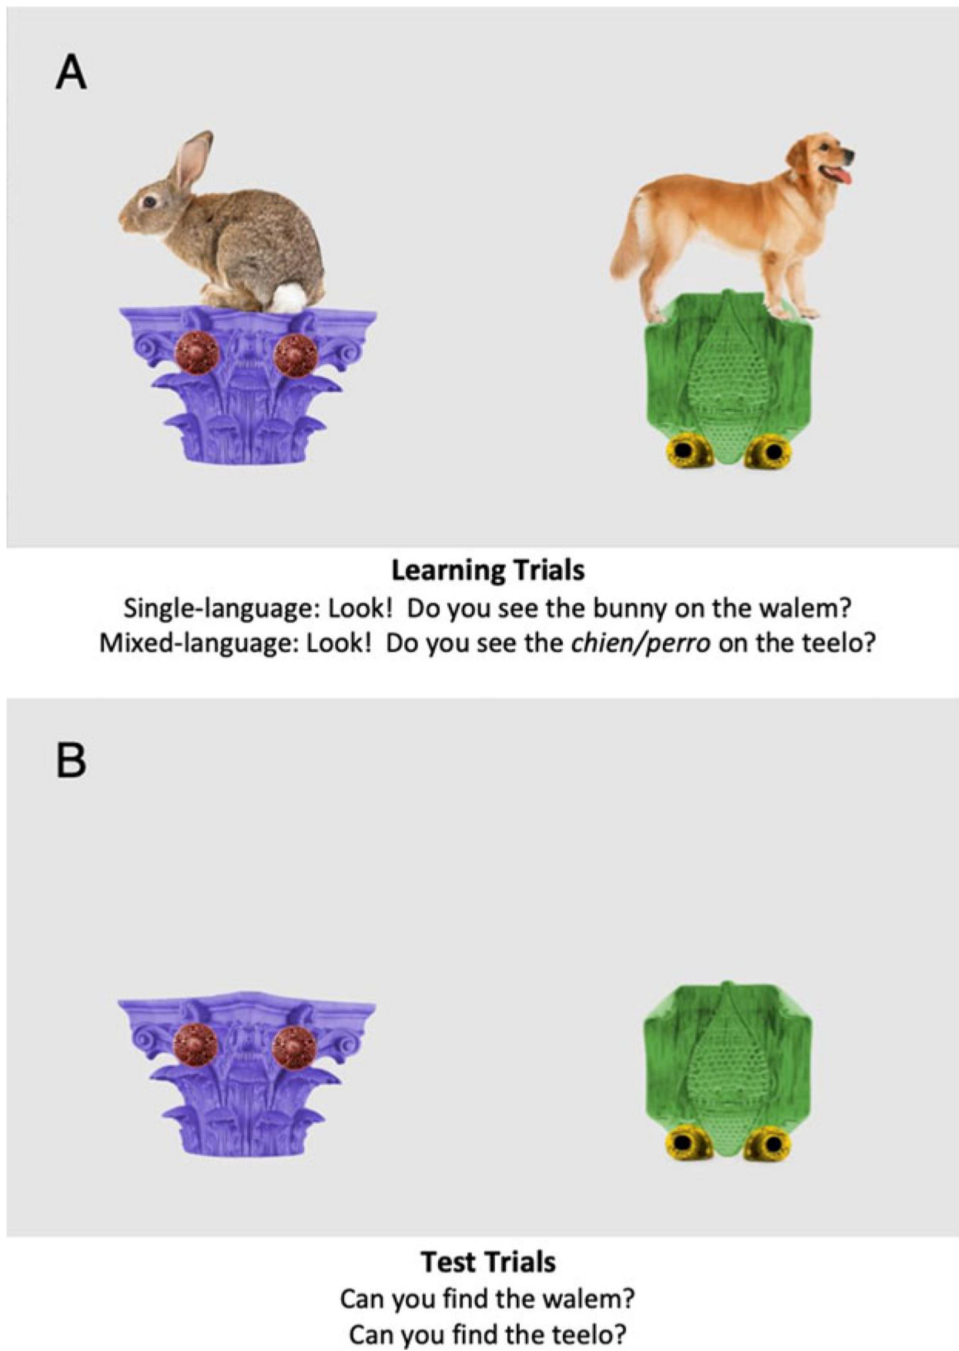 A
Learning Trials
Single-language: Look! Do you see the bunny on the walem?
Mixed-language: Look! Do you see the chien/perro on the teelo?
B
Test Trials
Can you find the walem?
Can you find the teelo?